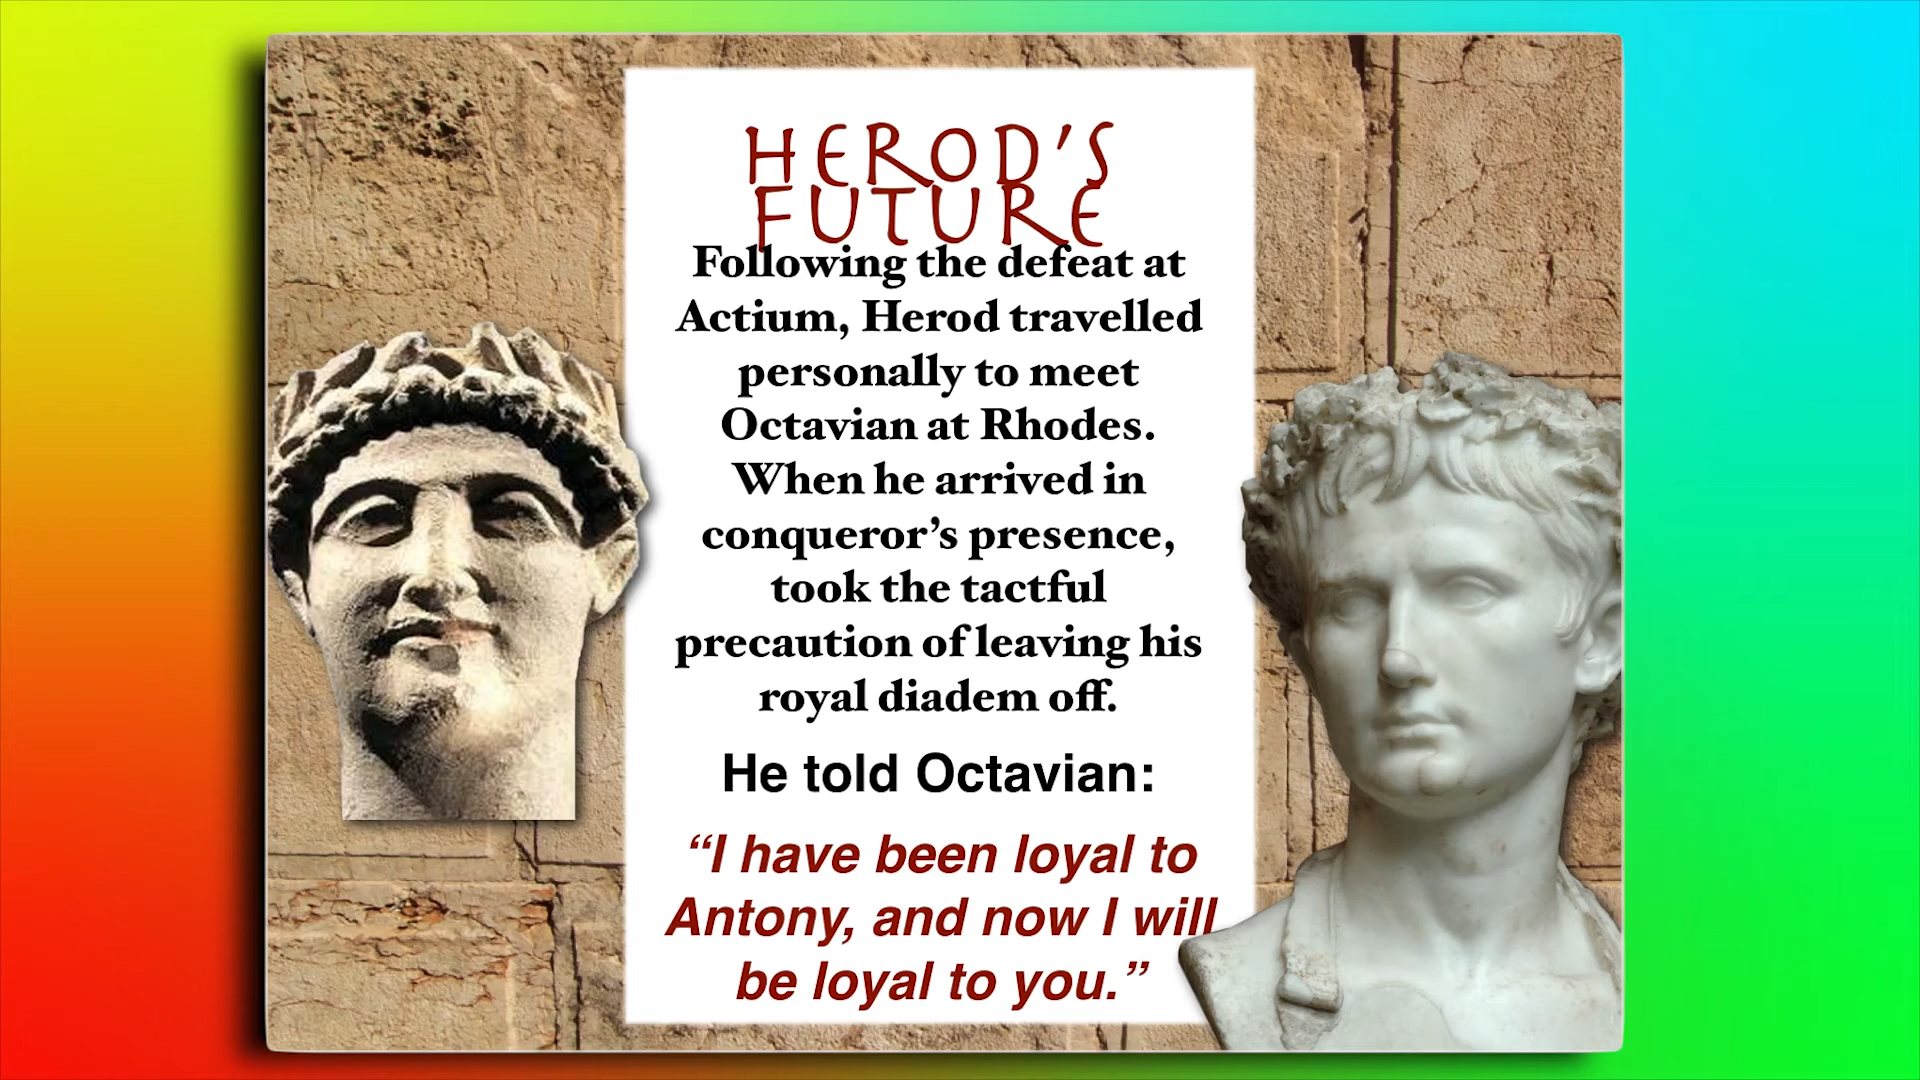 HEROD'S
FUTURE
Following the defeat at
Actium, Herod travelled
personally to meet
Octavian at Rhodes.
When he arrived in
conqueror’s presence,
took the tactful
precaution of leaving his
royal diadem off.
He told Octavian:
“I have been loyal to
Antony, and now I will
be loyal to you.”